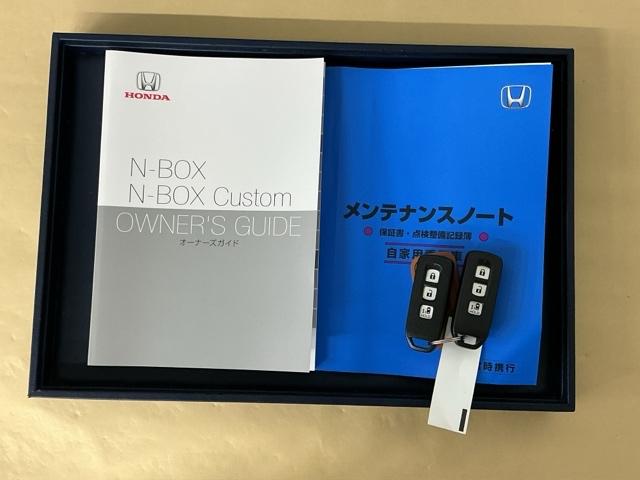 HONDA
N-BOX
N-BOX Custom
OWNER'S GUIDE
オーナーズガイド
メンテナンスノート
保証書・点検整備記録簿
自家用
時携行